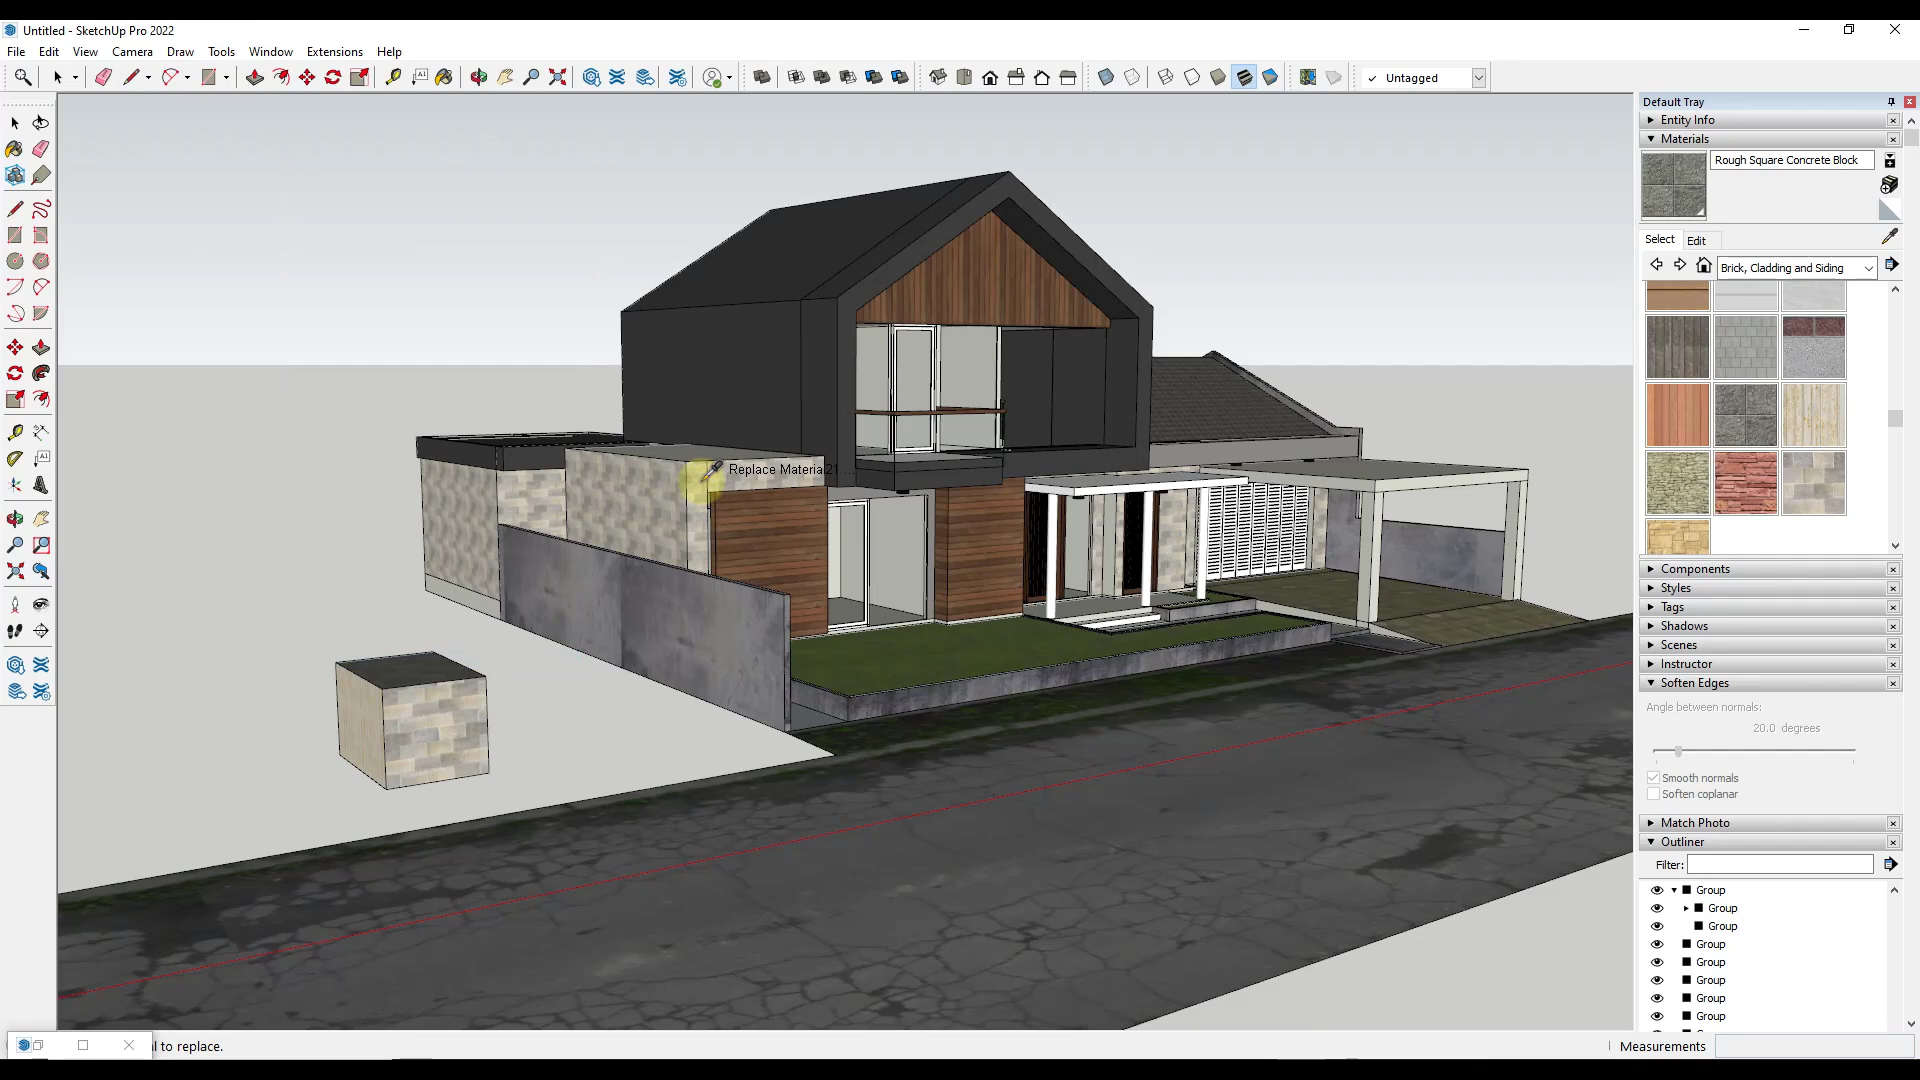 Untitled - SketchUp Pro 2022
File Edit View Camera Draw Tools Window Extensions Help
Untagged
Default Tray
Entity Info
Materials
Rough Square Concrete Block
Select Edit
Brick, Cladding and Siding
Replace Material21 ...
Components
Styles
Tags
Shadows
Scenes
Instructor
Soften Edges
Angle between normals:
20.0 degrees
Smooth normals
Soften coplanar
Match Photo
Outliner
Filter:
Group
Group
Group
Group
Group
Group
Group
Group
l to replace.
Measurements